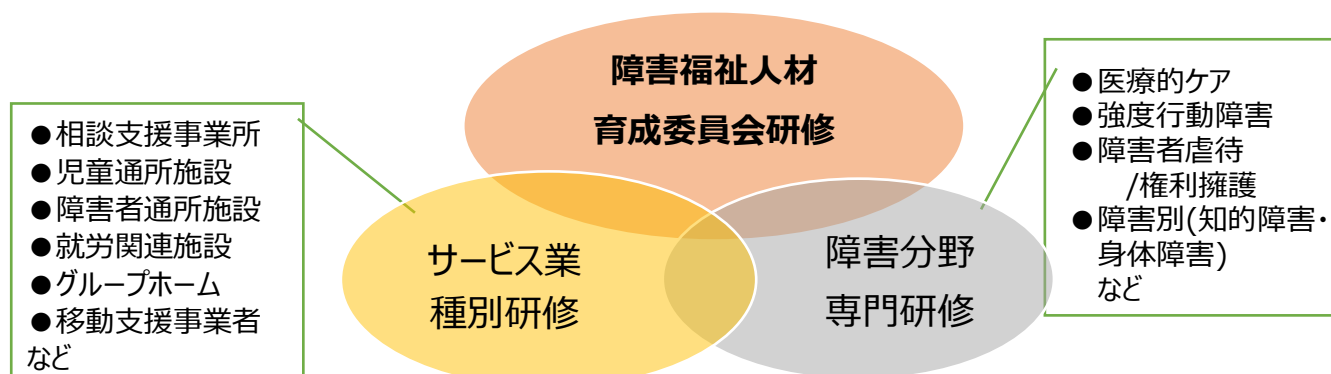 障害福祉人材
育成委員会研修
●相談支援事業所
●児童通所施設
●障害者通所施設
●就労関連施設
●グループホーム
●移動支援事業者
など
サービス業
種別研修
障害分野
専門研修
●医療的ケア
●強度行動障害
●障害者虐待
/権利擁護
●障害別(知的障害・
身体障害)
など